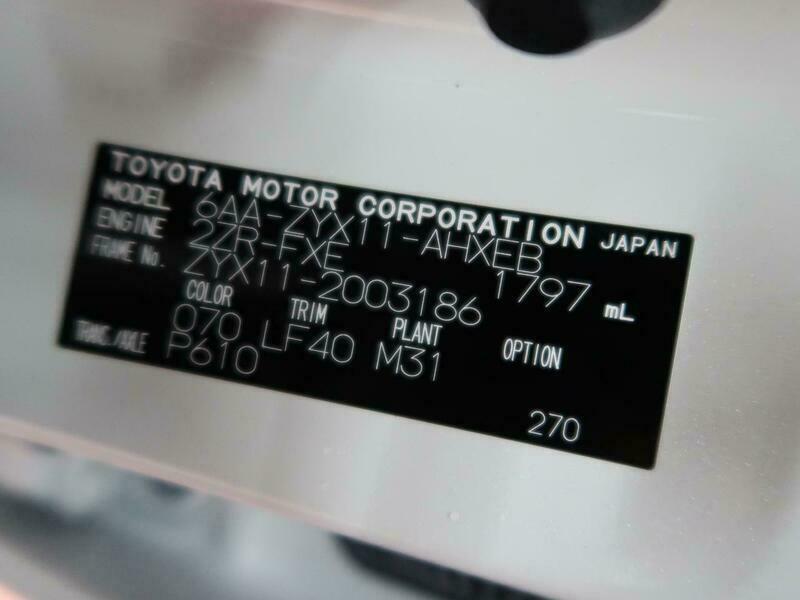 TOYOTA MOTOR CORPORATION JAPAN
MODEL 6AA-ZYX11-AHXEB
ENGINE 2ZR-FXE 1797 mL
FRAME No. ZYX11-2003186
COLOR TRIM PLANT OPTION
070 LF40 M31
TRANS./AXLE P610
270